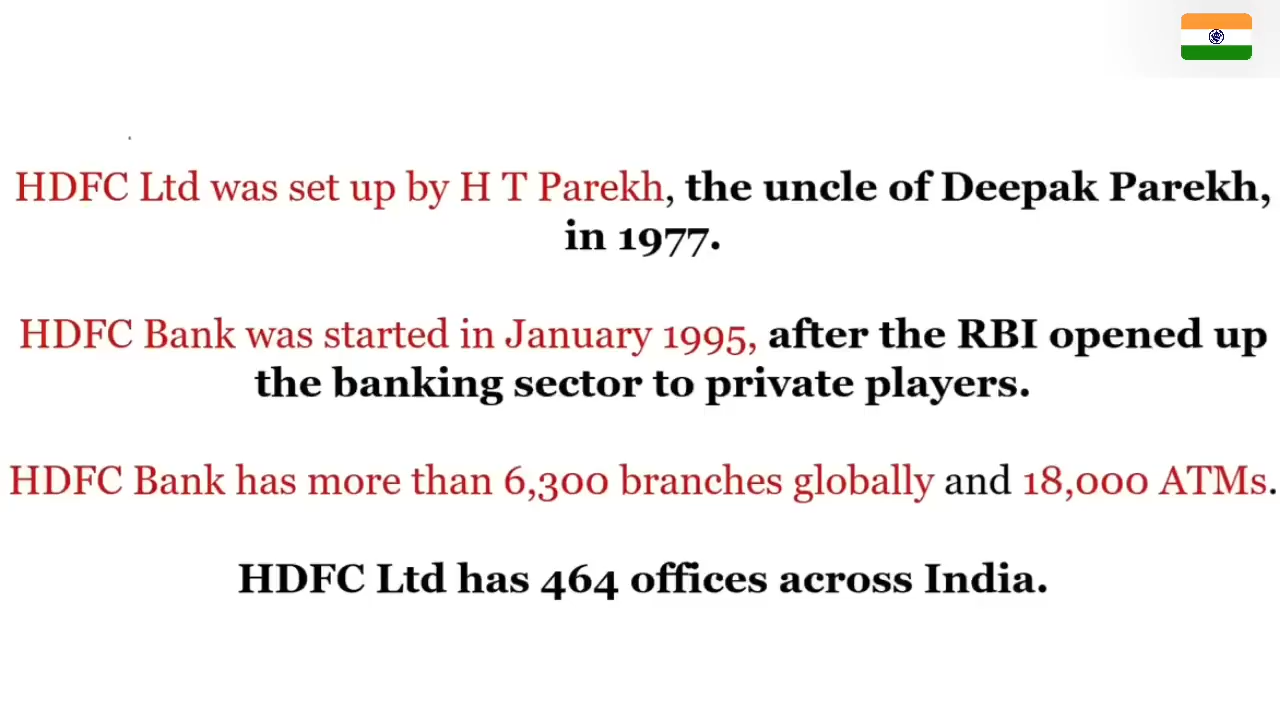 HDFC Ltd was set up by H T Parekh, the uncle of Deepak Parekh,
in 1977.
HDFC Bank was started in January 1995, after the RBI opened up
the banking sector to private players.
HDFC Bank has more than 6,300 branches globally and 18,000 ATMs.
HDFC Ltd has 464 offices across India.